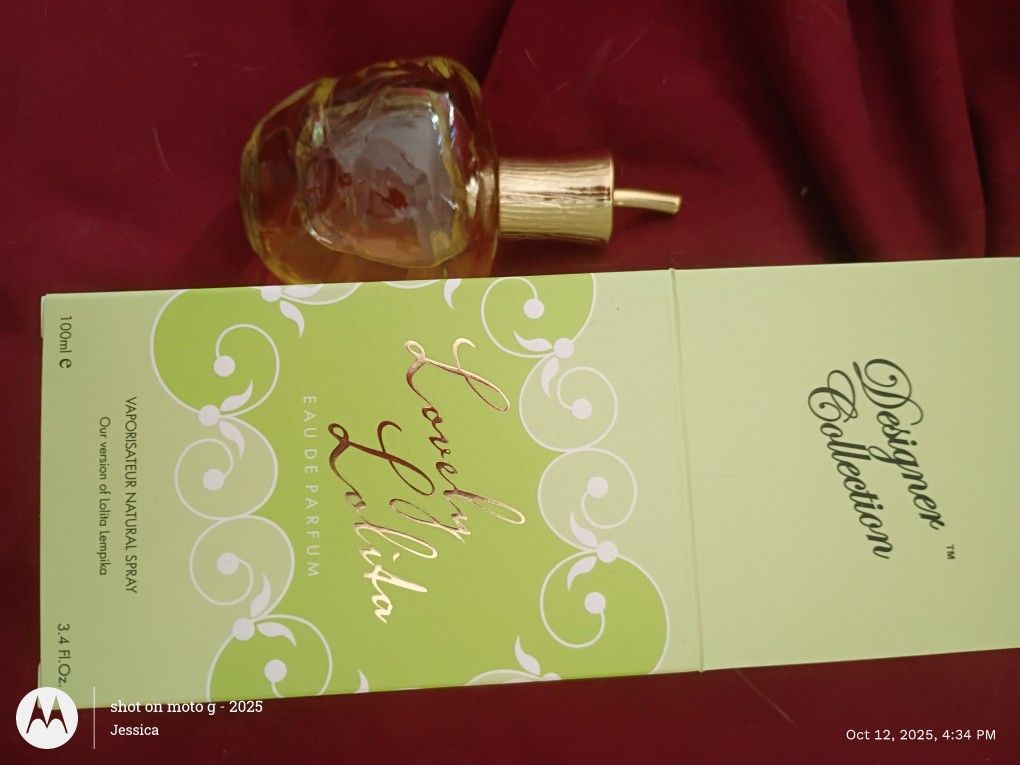 Designer
Collection
™
Lovely
Lolita
EAU DE PARFUM
VAPORISATEUR NATURAL SPRAY
Our version of Lolita Lempika
100ml e
3.4 Fl.Oz.
shot on moto g - 2025
Jessica
Oct 12, 2025, 4:34 PM